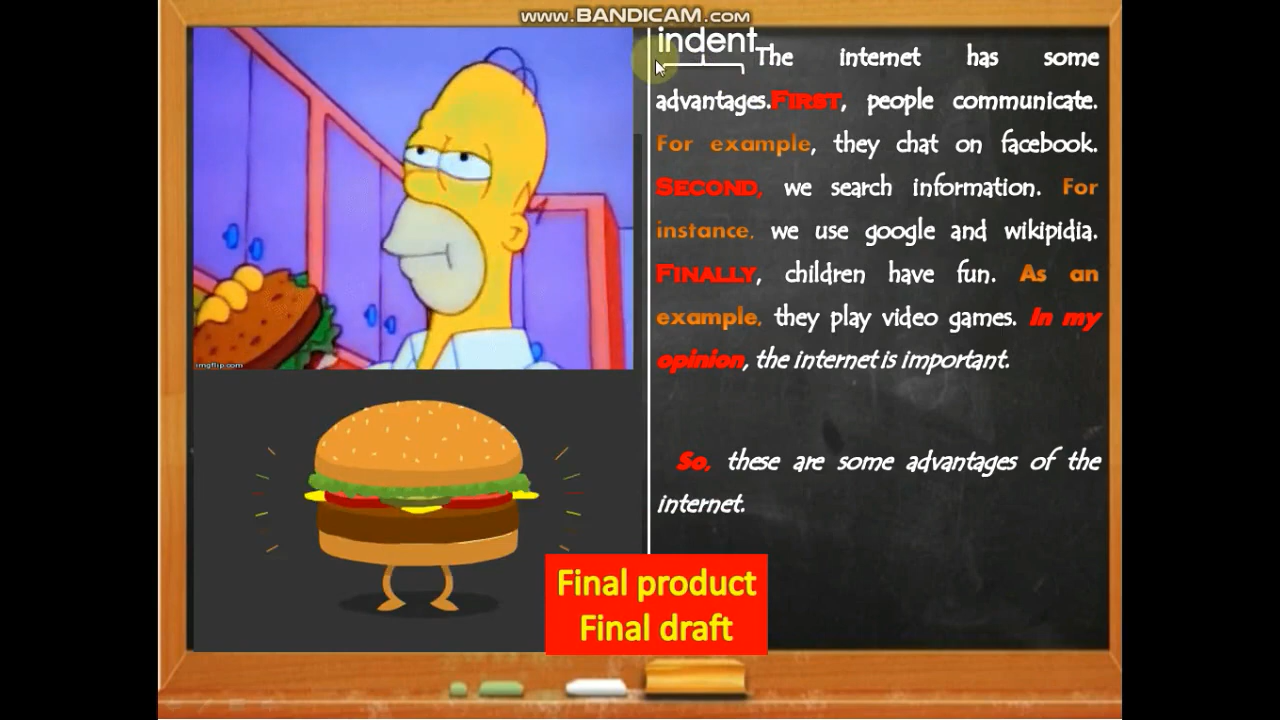 www.BANDICAM.com
indent
The internet has some
advantages.First, people communicate.
For example, they chat on facebook.
Second, we search information. For
instance, we use google and wikipidia.
Finally, children have fun. As an
example, they play video games. In my
opinion, the internet is important.
So, these are some advantages of the
internet.
imgflip.com
Final product
Final draft